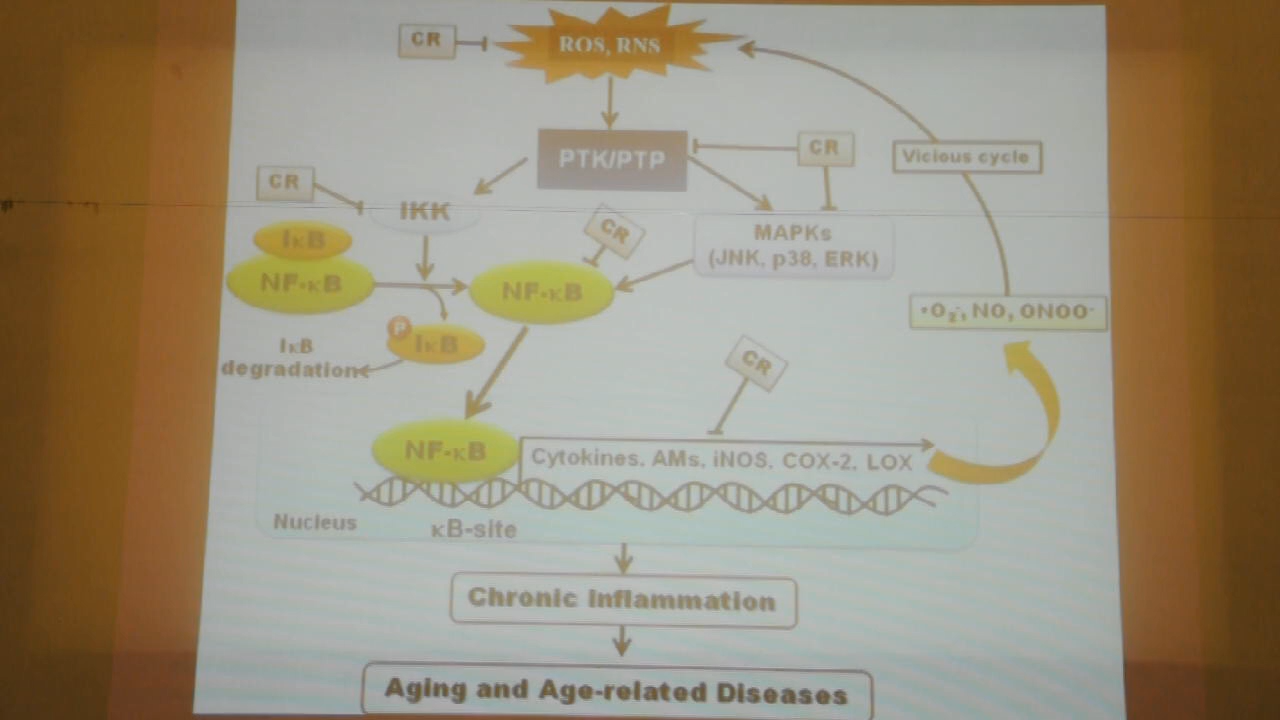 CR
ROS, RNS
PTK/PTP
CR
Vicious cycle
CR
IKK
CR
MAPKs
(JNK, p38, ERK)
IκB
NF-κB
NF-κB
•O₂⁻, NO, ONOO⁻
P
IκB
IκB
degradation
CR
NF-κB
Cytokines, AMs, iNOS, COX-2, LOX
Nucleus
κB-site
Chronic Inflammation
Aging and Age-related Diseases